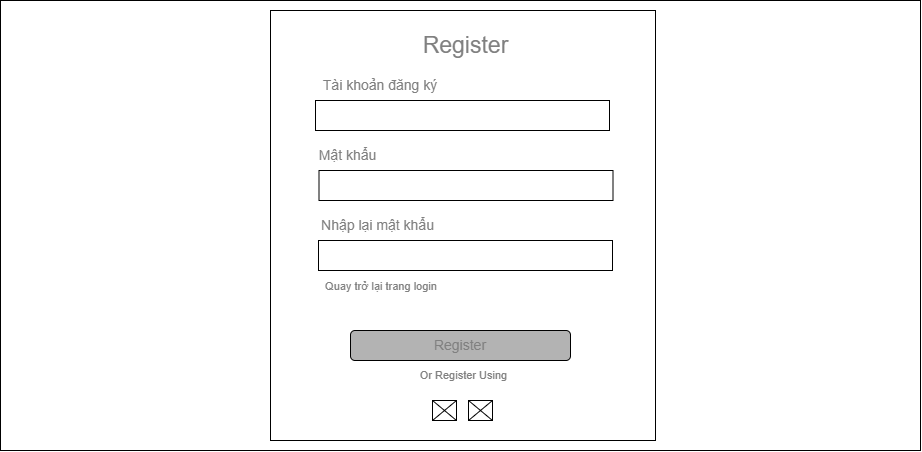 Register
Tài khoản đăng ký
Mật khẩu
Nhập lại mật khẩu
Quay trở lại trang login
Register
Or Register Using